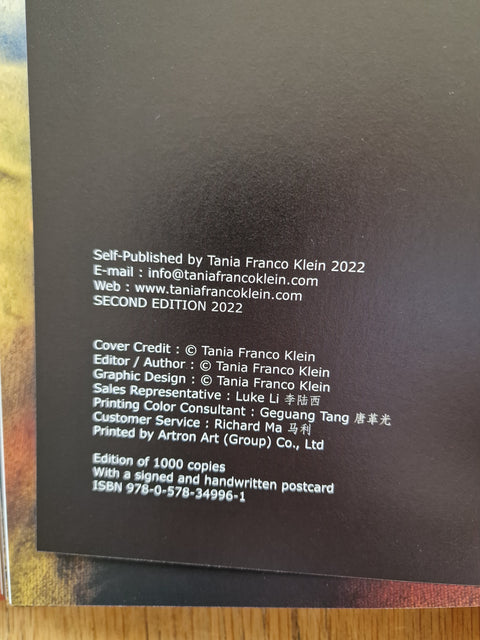 Self-Published by Tania Franco Klein 2022
E-mail : info@taniafrancoklein.com
Web : www.taniafrancoklein.com
SECOND EDITION 2022
Cover Credit : © Tania Franco Klein
Editor / Author : © Tania Franco Klein
Graphic Design : © Tania Franco Klein
Sales Representative : Luke Li 李陆西
Printing Color Consultant : Geguang Tang 唐革光
Customer Service : Richard Ma 马利
Printed by Artron Art (Group) Co., Ltd
Edition of 1000 copies
With a signed and handwritten postcard
ISBN 978-0-578-34996-1